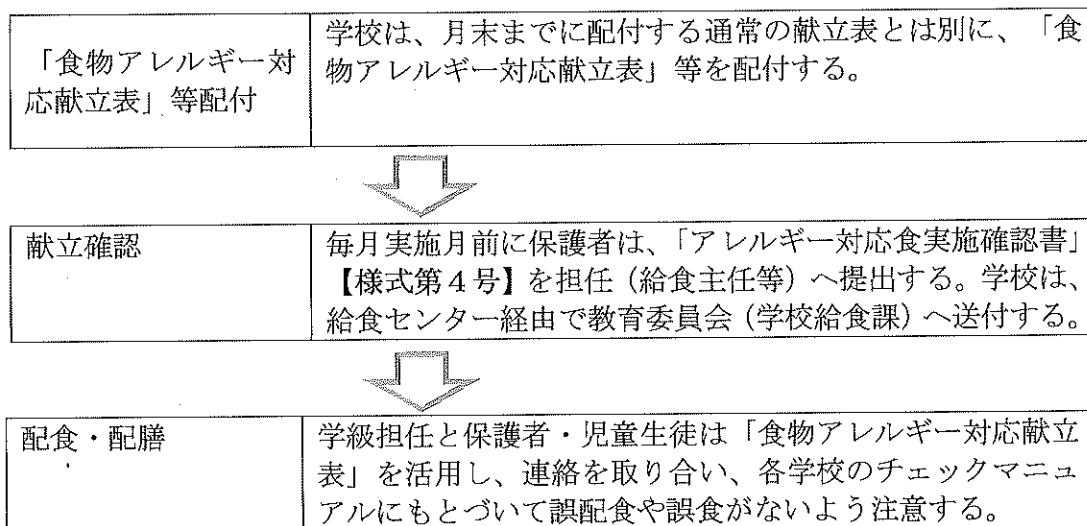 「食物アレルギー対
応献立表」等配付
学校は、月末までに配付する通常の献立表とは別に、「食
物アレルギー対応献立表」等を配付する。
献立確認
毎月実施月前に保護者は、「アレルギー対応食実施確認書」
【様式第4号】を担任（給食主任等）へ提出する。学校は、
給食センター経由で教育委員会（学校給食課）へ送付する。
配食・配膳
学級担任と保護者・児童生徒は「食物アレルギー対応献立
表」を活用し、連絡を取り合い、各学校のチェックマニュ
アルにもとづいて誤配食や誤食がないよう注意する。